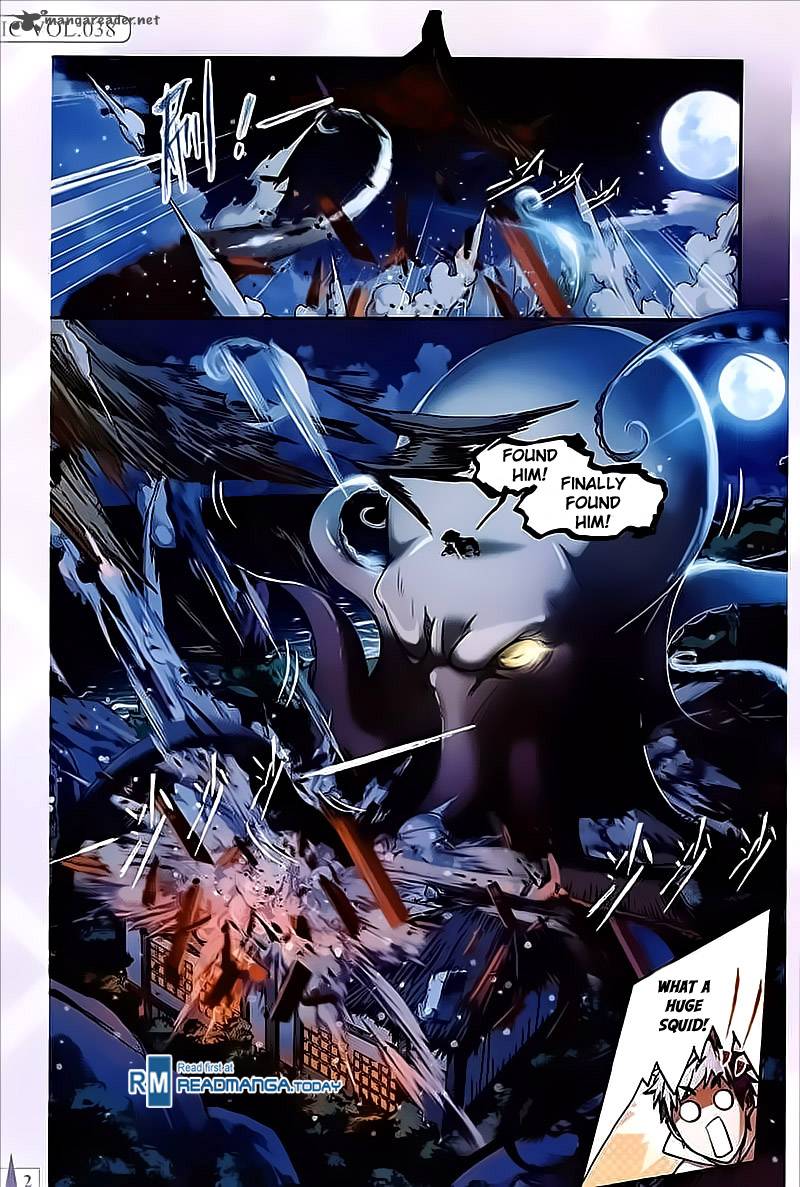 mangareader.net
IC VOL.038
FOUND
HIM!
FINALLY
FOUND
HIM!
WHAT A
HUGE
SQUID!
RM
Read first at
READMANGA.TODAY
2